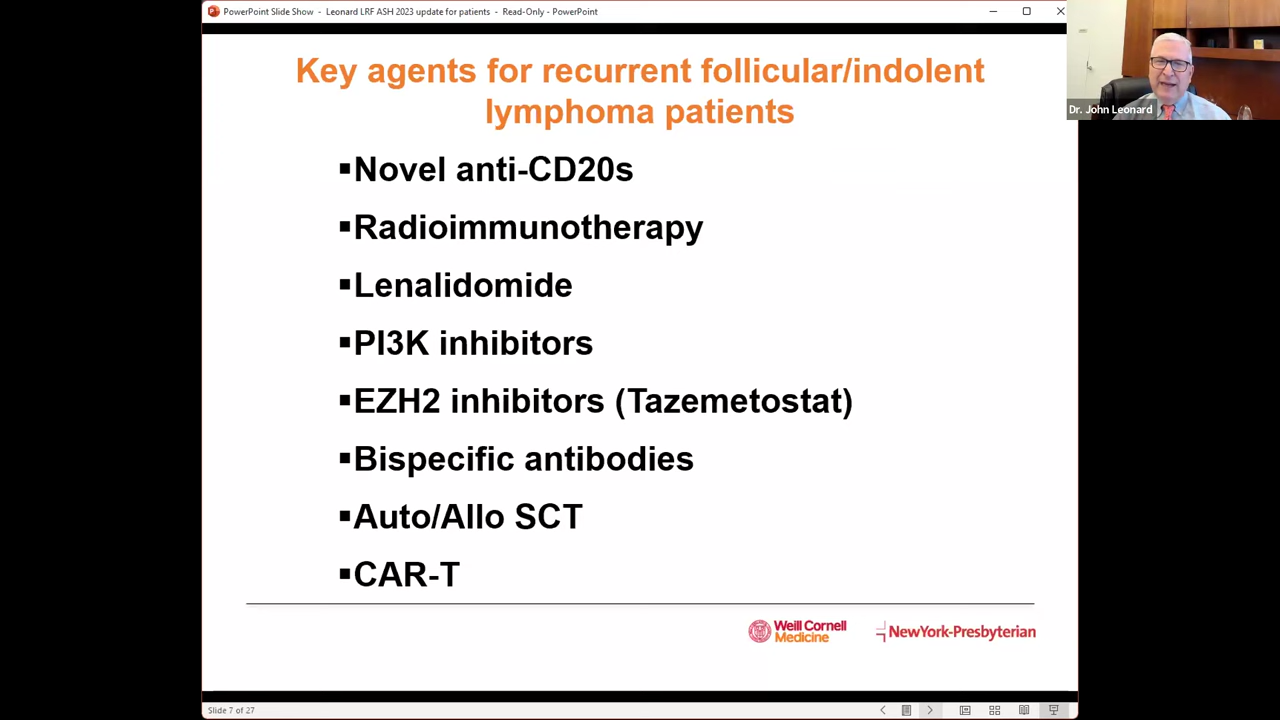 PowerPoint Slide Show - Leonard LRF ASH 2023 update for patients - Read-Only - PowerPoint
Dr. John Leonard
Key agents for recurrent follicular/indolent
lymphoma patients
▪Novel anti-CD20s
▪Radioimmunotherapy
▪Lenalidomide
▪PI3K inhibitors
▪EZH2 inhibitors (Tazemetostat)
▪Bispecific antibodies
▪Auto/Allo SCT
▪CAR-T
Weill Cornell
Medicine
NewYork-Presbyterian
Slide 7 of 27